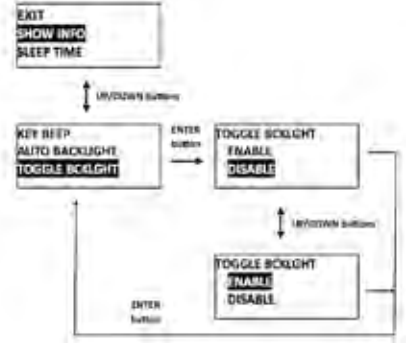 EXIT
SHOW INFO
SLEEP TIME
UP/DOWN buttons
KEY BEEP
AUTO BACKLIGHT
TOGGLE BCKLGHT
ENTER
button
TOGGLE BCKLGHT
ENABLE
DISABLE
UP/DOWN buttons
TOGGLE BCKLGHT
ENABLE
DISABLE
ENTER
button